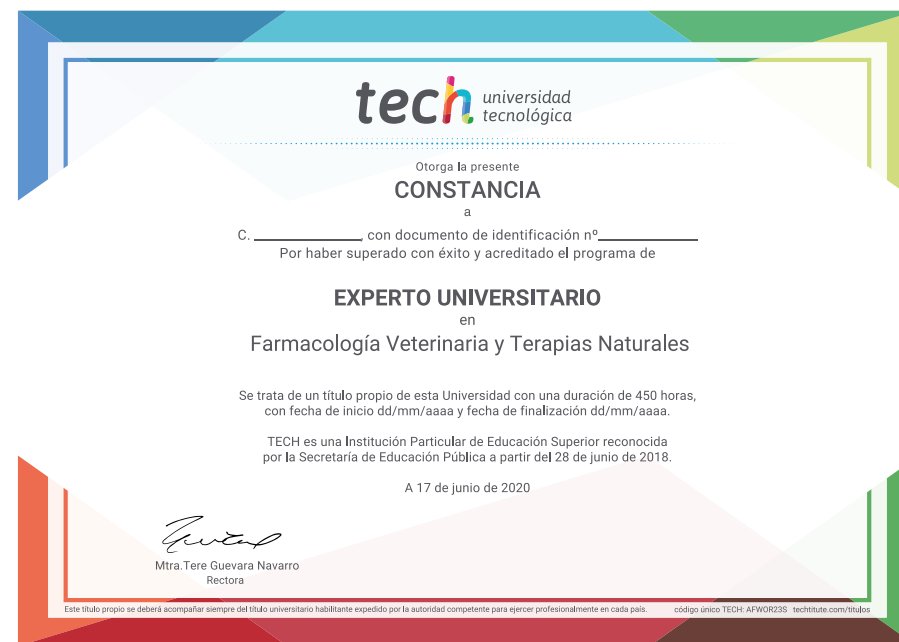 tech universidad
tecnológica
Otorga la presente
CONSTANCIA
a
C. ____________, con documento de identificación nº____________
Por haber superado con éxito y acreditado el programa de
EXPERTO UNIVERSITARIO
en
Farmacología Veterinaria y Terapias Naturales
Se trata de un título propio de esta Universidad con una duración de 450 horas,
con fecha de inicio dd/mm/aaaa y fecha de finalización dd/mm/aaaa.
TECH es una Institución Particular de Educación Superior reconocida
por la Secretaría de Educación Pública a partir del 28 de junio de 2018.
A 17 de junio de 2020
Mtra.Tere Guevara Navarro
Rectora
Este título propio se deberá acompañar siempre del título universitario habilitante expedido por la autoridad competente para ejercer profesionalmente en cada país. código único TECH: AFWOR23S techtitute.com/titulos